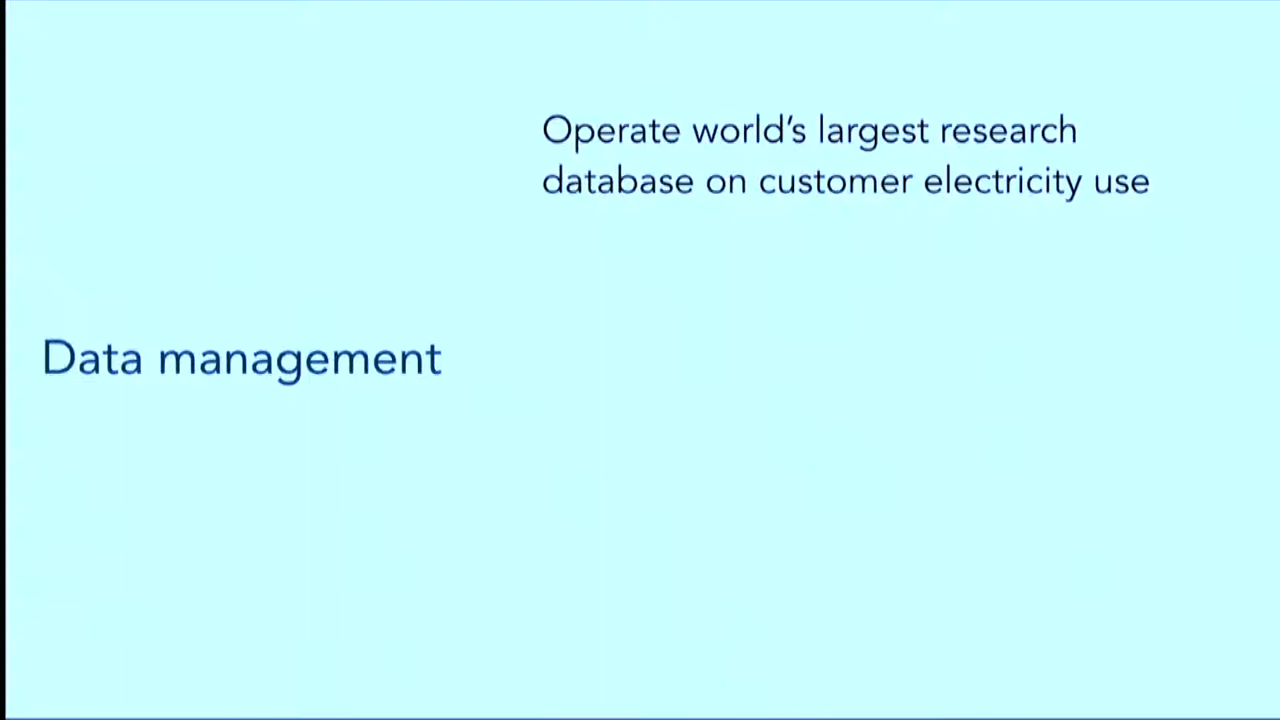 Operate world’s largest research
database on customer electricity use
Data management